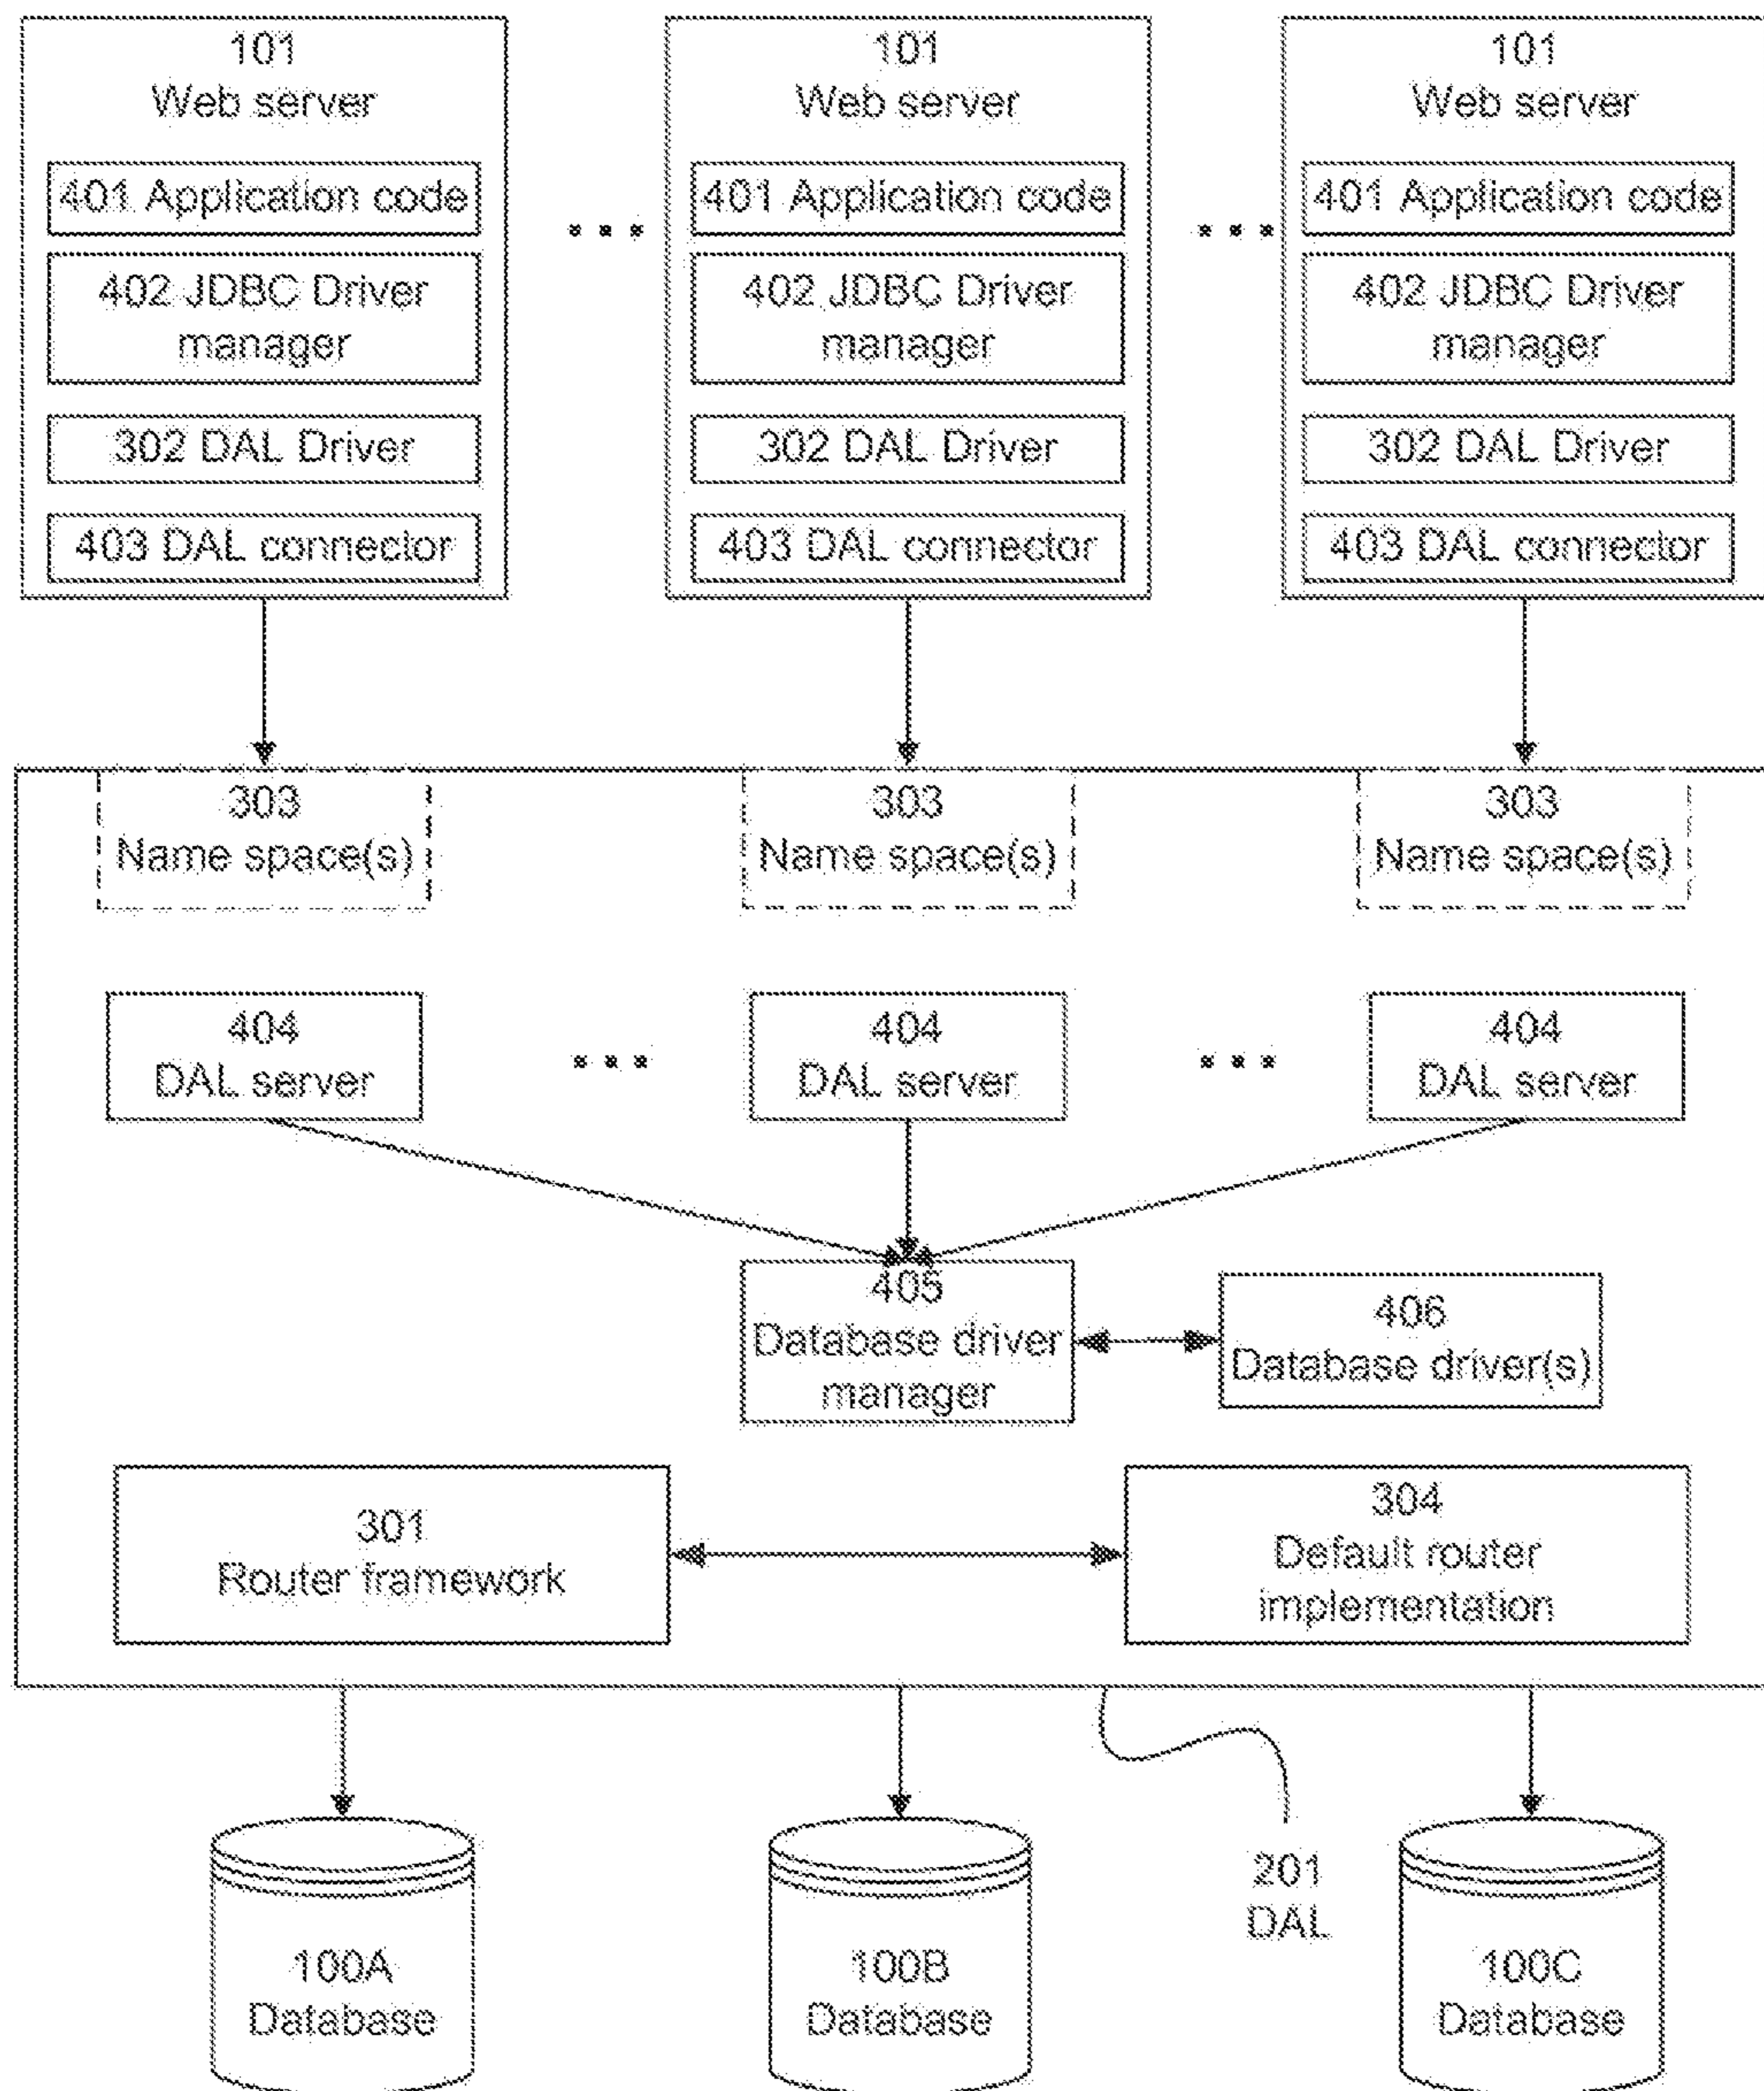 101
Web server
401 Application code
402 JDBC Driver
manager
302 DAL Driver
403 DAL connector
...
101
Web server
401 Application code
402 JDBC Driver
manager
302 DAL Driver
403 DAL connector
...
101
Web server
401 Application code
402 JDBC Driver
manager
302 DAL Driver
403 DAL connector
303
Name space(s)
303
Name space(s)
303
Name space(s)
404
DAL server
...
404
DAL server
...
404
DAL server
405
Database driver
manager
406
Database driver(s)
301
Router framework
304
Default router
implementation
201
DAL
100A
Database
100B
Database
100C
Database